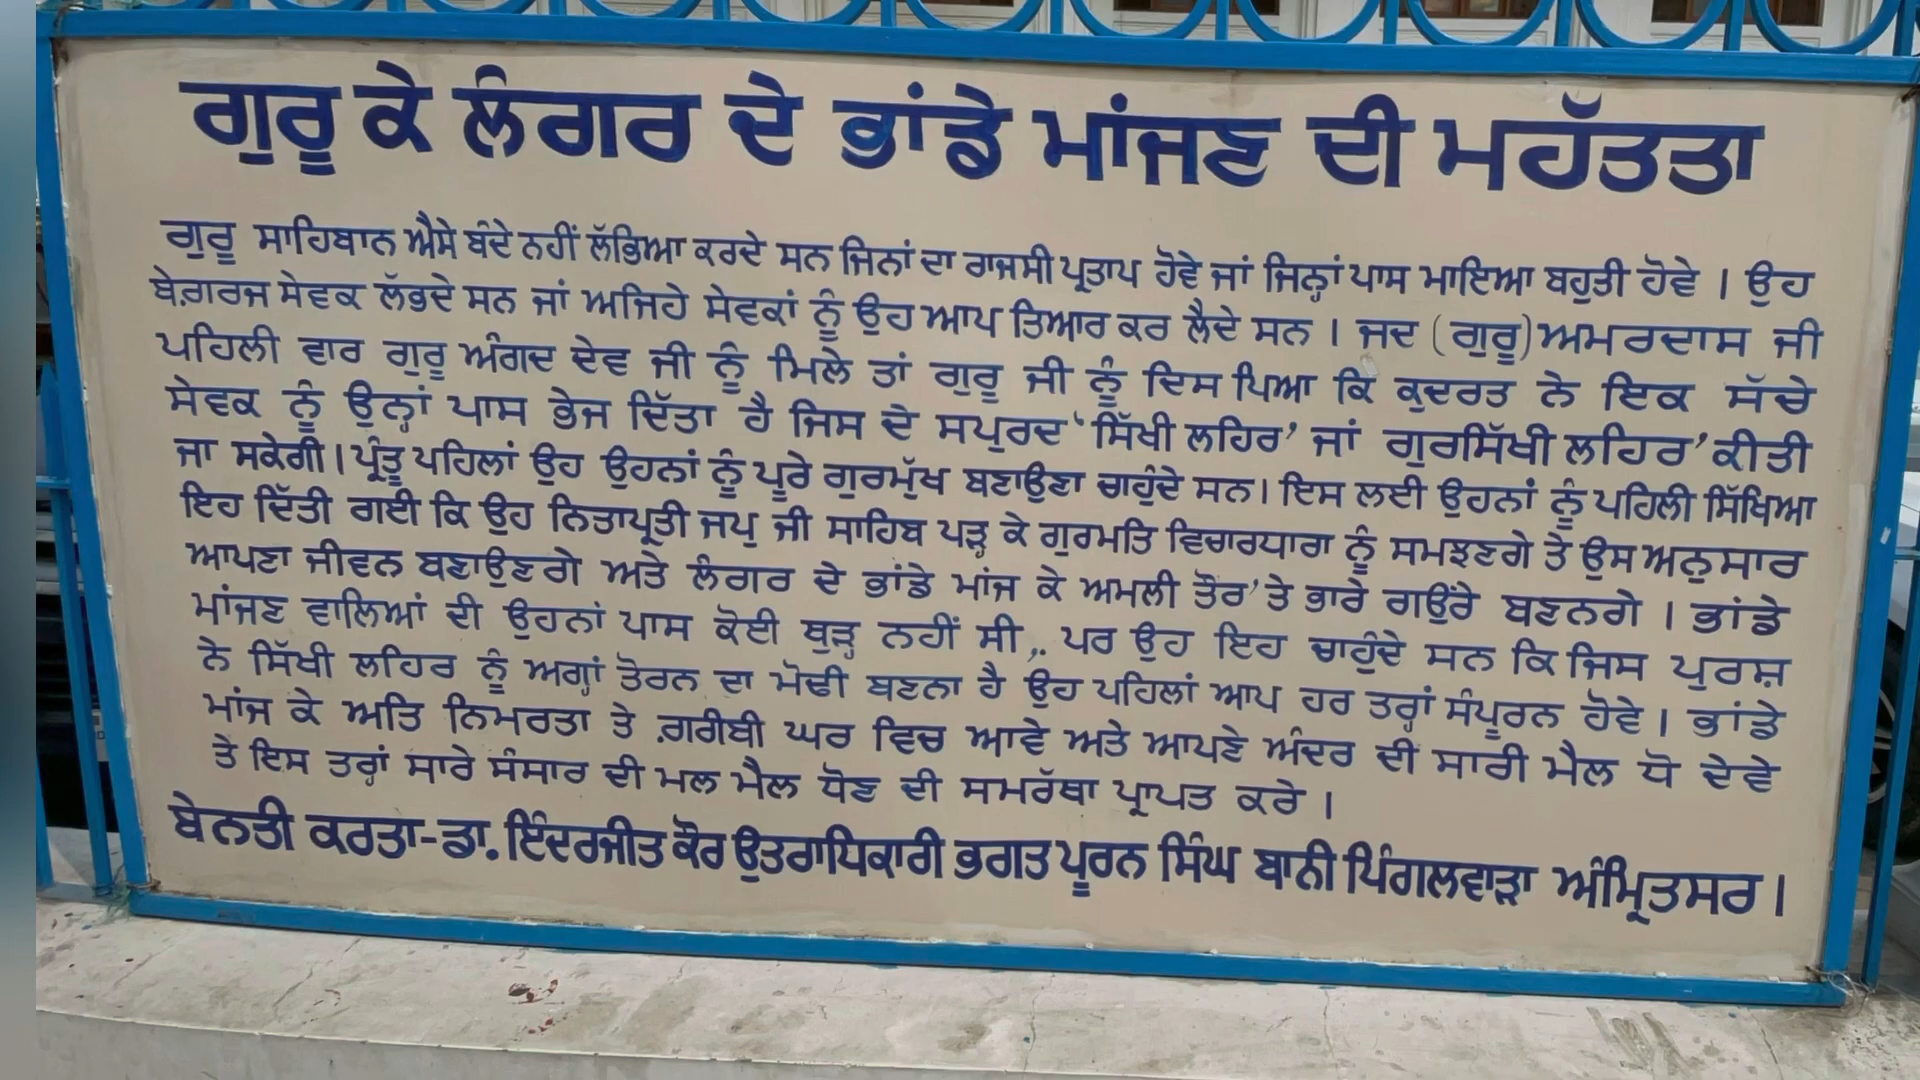 ਗੁਰੂ ਕੇ ਲੰਗਰ ਦੇ ਭਾਂਡੇ ਮਾਂਜਣ ਦੀ ਮਹੱਤਤਾ
ਗੁਰੂ ਸਾਹਿਬਾਨ ਐਸੇ ਬੰਦੇ ਨਹੀਂ ਲੱਭਿਆ ਕਰਦੇ ਸਨ ਜਿਨਾਂ ਦਾ ਰਾਜਸੀ ਪ੍ਰਤਾਪ ਹੋਵੇ ਜਾਂ ਜਿਨ੍ਹਾਂ ਪਾਸ ਮਾਇਆ ਬਹੁਤੀ ਹੋਵੇ । ਉਹ
ਬੇਗ਼ਰਜ ਸੇਵਕ ਲੱਭਦੇ ਸਨ ਜਾਂ ਅਜਿਹੇ ਸੇਵਕਾਂ ਨੂੰ ਉਹ ਆਪ ਤਿਆਰ ਕਰ ਲੈਂਦੇ ਸਨ । ਜਦ (ਗੁਰੂ) ਅਮਰਦਾਸ ਜੀ
ਪਹਿਲੀ ਵਾਰ ਗੁਰੂ ਅੰਗਦ ਦੇਵ ਜੀ ਨੂੰ ਮਿਲੇ ਤਾਂ ਗੁਰੂ ਜੀ ਨੂੰ ਦਿਸ ਪਿਆ ਕਿ ਕੁਦਰਤ ਨੇ ਇਕ ਸੱਚੇ
ਸੇਵਕ ਨੂੰ ਉਨ੍ਹਾਂ ਪਾਸ ਭੇਜ ਦਿੱਤਾ ਹੈ ਜਿਸ ਦੇ ਸਪੁਰਦ ‘ਸਿੱਖੀ ਲਹਿਰ’ ਜਾਂ ਗੁਰਸਿੱਖੀ ਲਹਿਰ’ ਕੀਤੀ
ਜਾ ਸਕੇਗੀ। ਪ੍ਰੰਤੂ ਪਹਿਲਾਂ ਉਹ ਉਹਨਾਂ ਨੂੰ ਪੂਰੇ ਗੁਰਮੁੱਖ ਬਣਾਉਣਾ ਚਾਹੁੰਦੇ ਸਨ। ਇਸ ਲਈ ਉਹਨਾਂ ਨੂੰ ਪਹਿਲੀ ਸਿੱਖਿਆ
ਇਹ ਦਿੱਤੀ ਗਈ ਕਿ ਉਹ ਨਿਤਾਪ੍ਰਤੀ ਜਪੁ ਜੀ ਸਾਹਿਬ ਪੜ੍ਹ ਕੇ ਗੁਰਮਤਿ ਵਿਚਾਰਧਾਰਾ ਨੂੰ ਸਮਝਣਗੇ ਤੇ ਉਸ ਅਨੁਸਾਰ
ਆਪਣਾ ਜੀਵਨ ਬਣਾਉਣਗੇ ਅਤੇ ਲੰਗਰ ਦੇ ਭਾਂਡੇ ਮਾਂਜ ਕੇ ਅਮਲੀ ਤੌਰ’ਤੇ ਭਾਰੇ ਗਉਂਰੇ ਬਣਨਗੇ । ਭਾਂਡੇ
ਮਾਂਜਣ ਵਾਲਿਆਂ ਦੀ ਉਹਨਾਂ ਪਾਸ ਕੋਈ ਥੁੜ੍ਹ ਨਹੀਂ ਸੀ,. ਪਰ ਉਹ ਇਹ ਚਾਹੁੰਦੇ ਸਨ ਕਿ ਜਿਸ ਪੁਰਸ਼
ਨੇ ਸਿੱਖੀ ਲਹਿਰ ਨੂੰ ਅਗ੍ਹਾਂ ਤੋਰਨ ਦਾ ਮੋਢੀ ਬਣਨਾ ਹੈ ਉਹ ਪਹਿਲਾਂ ਆਪ ਹਰ ਤਰ੍ਹਾਂ ਸੰਪੂਰਨ ਹੋਵੇ । ਭਾਂਡੇ
ਮਾਂਜ ਕੇ ਅਤਿ ਨਿਮਰਤਾ ਤੇ ਗ਼ਰੀਬੀ ਘਰ ਵਿਚ ਆਵੇ ਅਤੇ ਆਪਣੇ ਅੰਦਰ ਦੀ ਸਾਰੀ ਮੈਲ ਧੋ ਦੇਵੇ
ਤੇ ਇਸ ਤਰ੍ਹਾਂ ਸਾਰੇ ਸੰਸਾਰ ਦੀ ਮਲ ਮੈਲ ਧੋਣ ਦੀ ਸਮਰੱਥਾ ਪ੍ਰਾਪਤ ਕਰੇ ।
ਬੇਨਤੀ ਕਰਤਾ-ਡਾ. ਇੰਦਰਜੀਤ ਕੌਰ ਉਤਰਾਧਿਕਾਰੀ ਭਗਤ ਪੂਰਨ ਸਿੰਘ ਬਾਨੀ ਪਿੰਗਲਵਾੜਾ ਅੰਮ੍ਰਿਤਸਰ ।